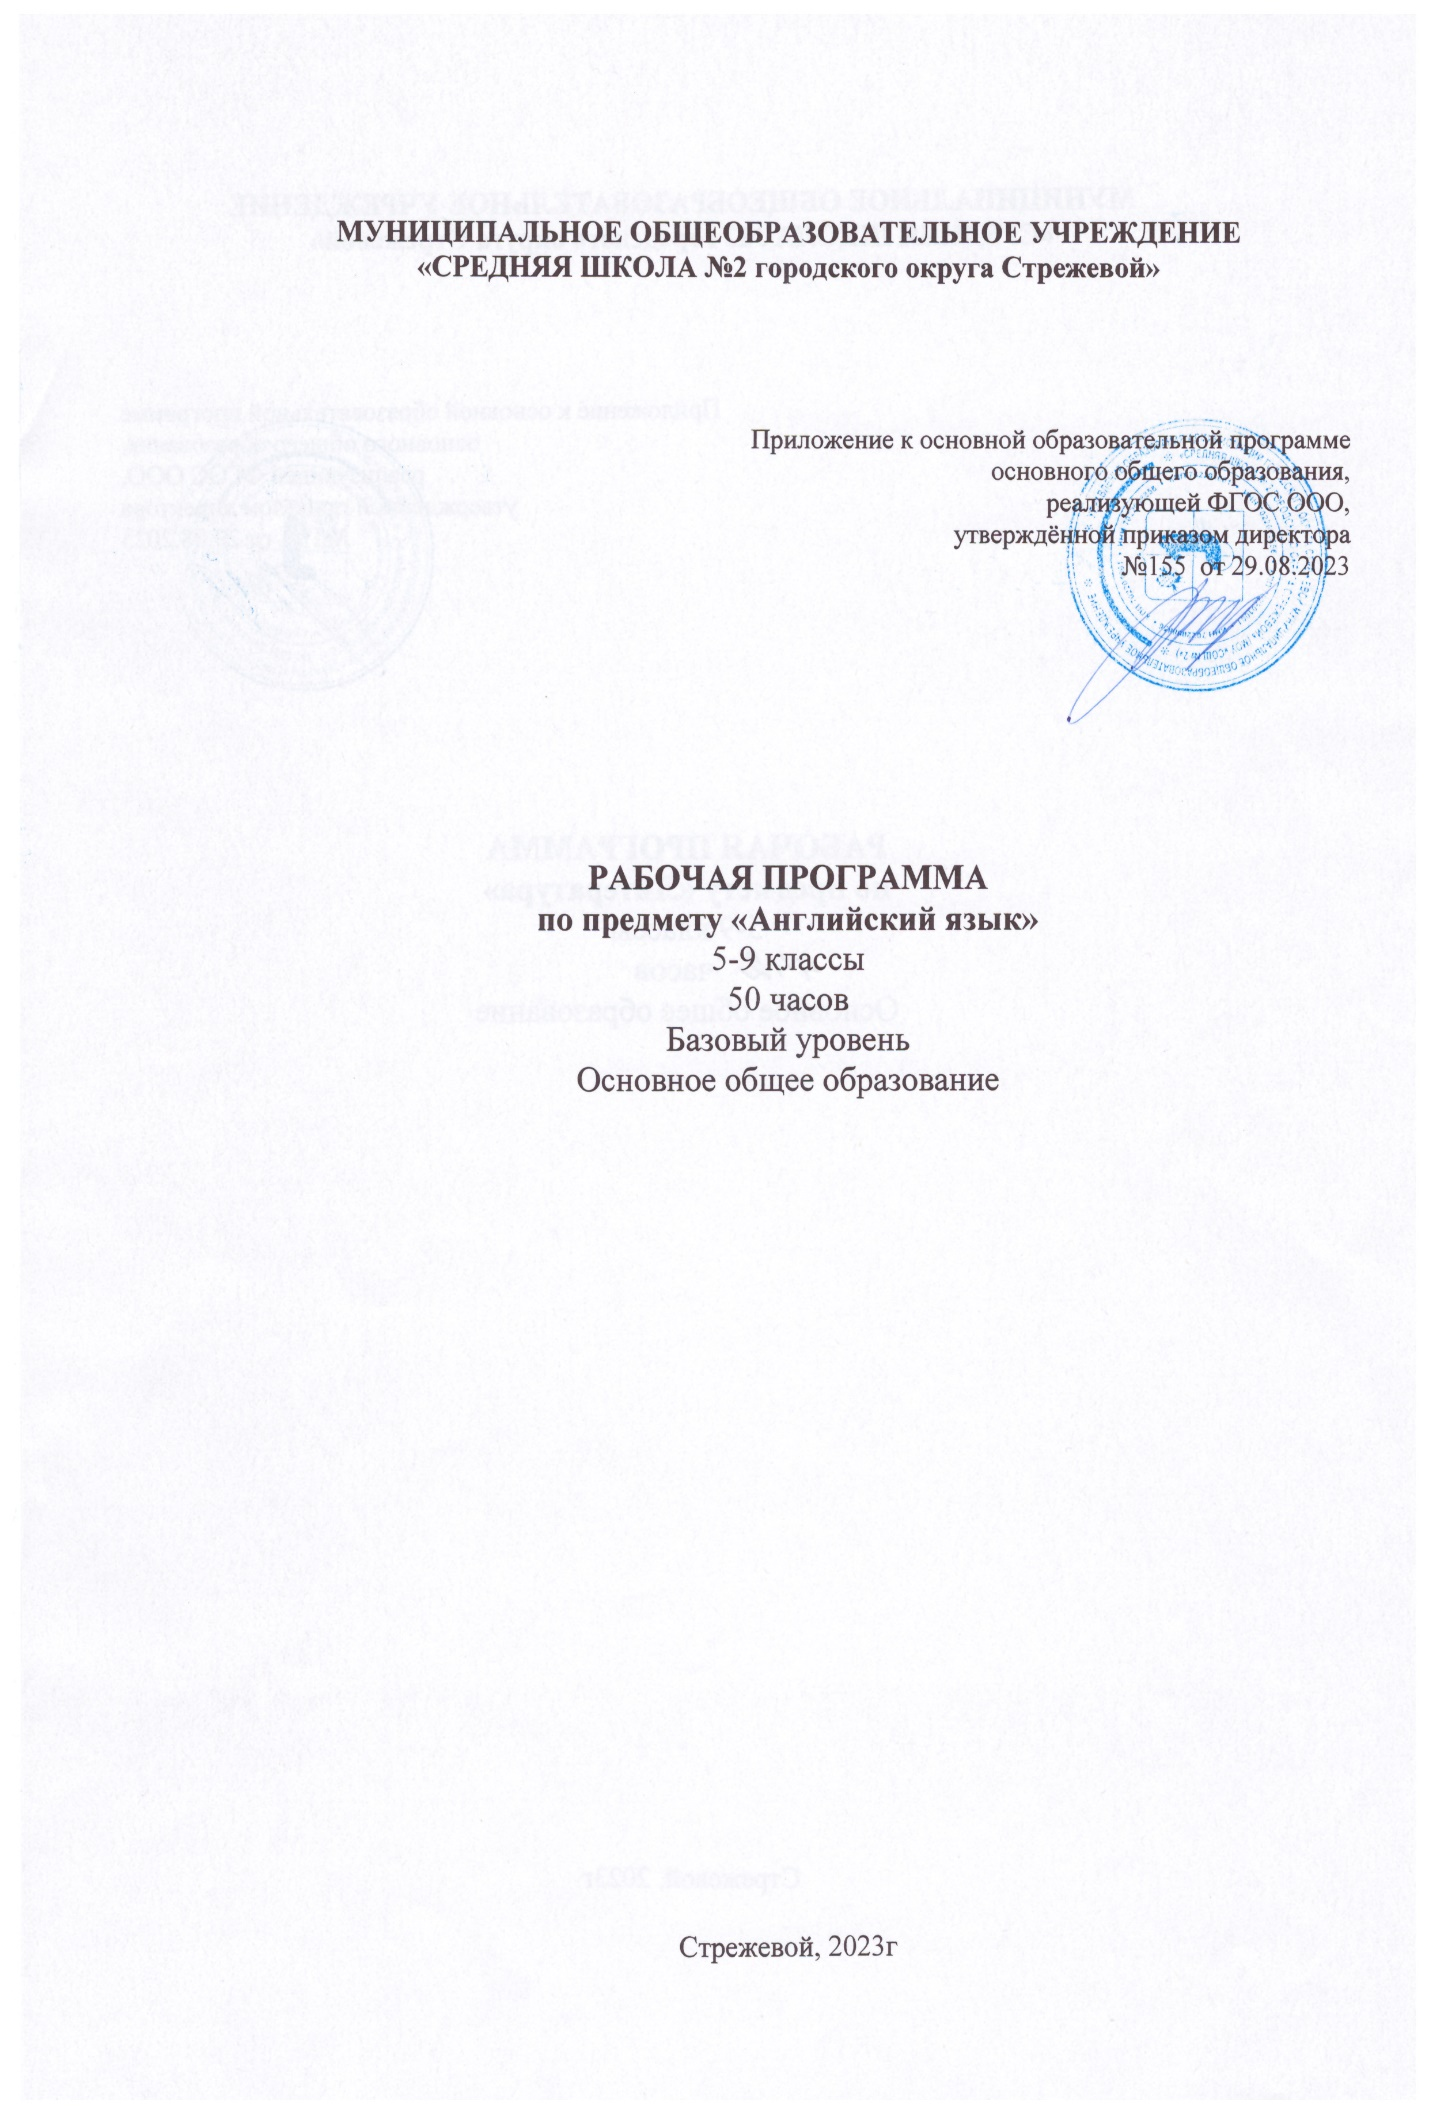 МУНИЦИПАЛЬНОЕ ОБЩЕОБРАЗОВАТЕЛЬНОЕ УЧРЕЖДЕНИЕ
«СРЕДНЯЯ ШКОЛА №2 городского округа Стрежевой»
Приложение к основной образовательной программе
основного общего образования,
реализующей ФГОС ООО,
утверждённой приказом директора
№155 от 29.08.2023
РАБОЧАЯ ПРОГРАММА
по предмету «Английский язык»
5-9 классы
50 часов
Базовый уровень
Основное общее образование
Стрежевой, 2023г